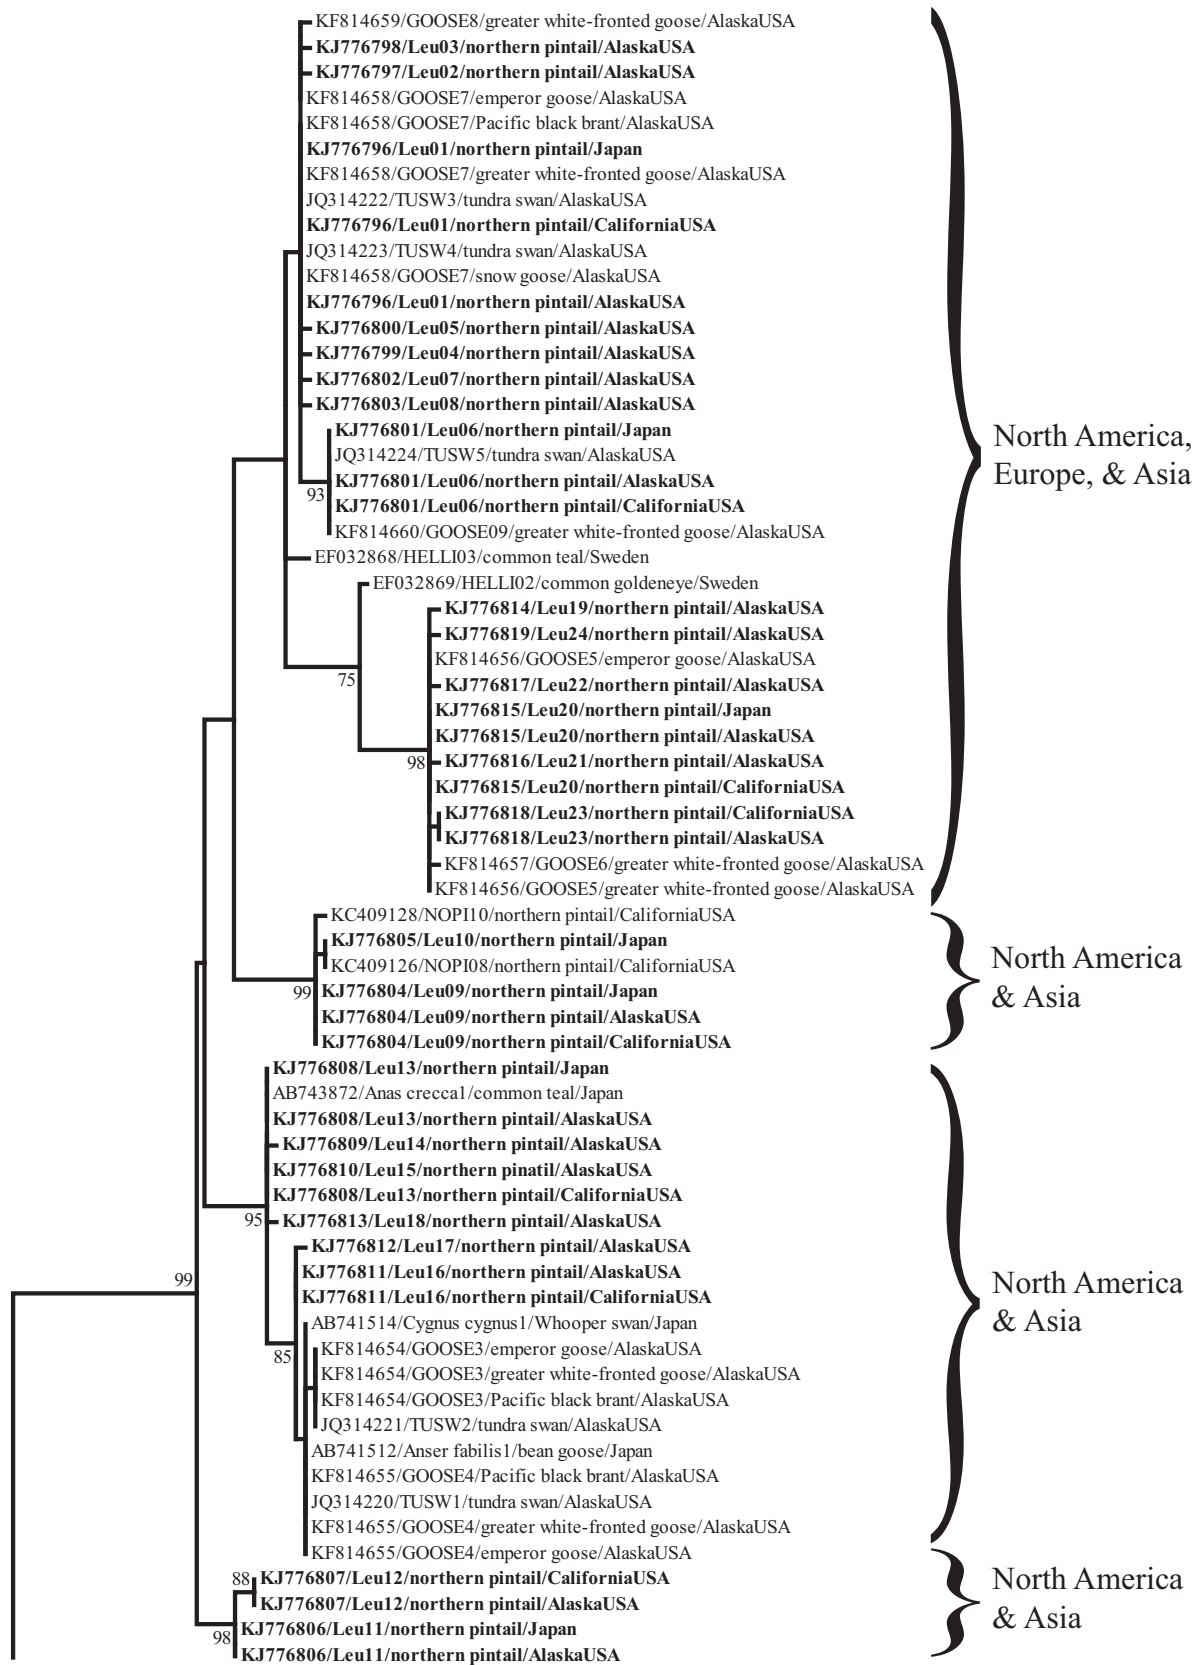 KF814659/GOOSE8/greater white-fronted goose/AlaskaUSA
KJ776798/Leu03/northern pintail/AlaskaUSA
KJ776797/Leu02/northern pintail/AlaskaUSA
KF814658/GOOSE7/emperor goose/AlaskaUSA
KF814658/GOOSE7/Pacific black brant/AlaskaUSA
KJ776796/Leu01/northern pintail/Japan
KF814658/GOOSE7/greater white-fronted goose/AlaskaUSA
JQ314222/TUSW3/tundra swan/AlaskaUSA
KJ776796/Leu01/northern pintail/CaliforniaUSA
JQ314223/TUSW4/tundra swan/AlaskaUSA
KF814658/GOOSE7/snow goose/AlaskaUSA
KJ776796/Leu01/northern pintail/AlaskaUSA
KJ776800/Leu05/northern pintail/AlaskaUSA
KJ776799/Leu04/northern pintail/AlaskaUSA
KJ776802/Leu07/northern pintail/AlaskaUSA
KJ776803/Leu08/northern pintail/AlaskaUSA
KJ776801/Leu06/northern pintail/Japan
JQ314224/TUSW5/tundra swan/AlaskaUSA
KJ776801/Leu06/northern pintail/AlaskaUSA
93
KJ776801/Leu06/northern pintail/CaliforniaUSA
KF814660/GOOSE09/greater white-fronted goose/AlaskaUSA
EF032868/HELLI03/common teal/Sweden
EF032869/HELLI02/common goldeneye/Sweden
KJ776814/Leu19/northern pintail/AlaskaUSA
KJ776819/Leu24/northern pintail/AlaskaUSA
KF814656/GOOSE5/emperor goose/AlaskaUSA
75
KJ776817/Leu22/northern pintail/AlaskaUSA
KJ776815/Leu20/northern pintail/Japan
KJ776815/Leu20/northern pintail/AlaskaUSA
98
KJ776816/Leu21/northern pintail/AlaskaUSA
KJ776815/Leu20/northern pintail/CaliforniaUSA
KJ776818/Leu23/northern pintail/CaliforniaUSA
KJ776818/Leu23/northern pintail/AlaskaUSA
KF814657/GOOSE6/greater white-fronted goose/AlaskaUSA
KF814656/GOOSE5/greater white-fronted goose/AlaskaUSA
North America,
Europe, & Asia
KC409128/NOPI10/northern pintail/CaliforniaUSA
KJ776805/Leu10/northern pintail/Japan
KC409126/NOPI08/northern pintail/CaliforniaUSA
99
KJ776804/Leu09/northern pintail/Japan
KJ776804/Leu09/northern pintail/AlaskaUSA
KJ776804/Leu09/northern pintail/CaliforniaUSA
North America
& Asia
KJ776808/Leu13/northern pintail/Japan
AB743872/Anas crecca1/common teal/Japan
KJ776808/Leu13/northern pintail/AlaskaUSA
KJ776809/Leu14/northern pintail/AlaskaUSA
KJ776810/Leu15/northern pinatil/AlaskaUSA
KJ776808/Leu13/northern pintail/CaliforniaUSA
95
KJ776813/Leu18/northern pintail/AlaskaUSA
KJ776812/Leu17/northern pintail/AlaskaUSA
KJ776811/Leu16/northern pintail/AlaskaUSA
99
KJ776811/Leu16/northern pintail/CaliforniaUSA
AB741514/Cygnus cygnus1/Whooper swan/Japan
85
KF814654/GOOSE3/emperor goose/AlaskaUSA
KF814654/GOOSE3/greater white-fronted goose/AlaskaUSA
KF814654/GOOSE3/Pacific black brant/AlaskaUSA
JQ314221/TUSW2/tundra swan/AlaskaUSA
AB741512/Anser fabilis1/bean goose/Japan
KF814655/GOOSE4/Pacific black brant/AlaskaUSA
JQ314220/TUSW1/tundra swan/AlaskaUSA
KF814655/GOOSE4/greater white-fronted goose/AlaskaUSA
KF814655/GOOSE4/emperor goose/AlaskaUSA
North America
& Asia
88
KJ776807/Leu12/northern pintail/CaliforniaUSA
KJ776807/Leu12/northern pintail/AlaskaUSA
KJ776806/Leu11/northern pintail/Japan
98
KJ776806/Leu11/northern pintail/AlaskaUSA
North America
& Asia